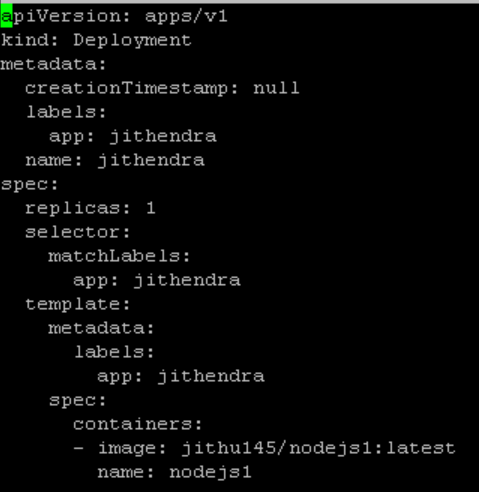 apiVersion: apps/v1
kind: Deployment
metadata:
  creationTimestamp: null
  labels:
    app: jithendra
  name: jithendra
spec:
  replicas: 1
  selector:
    matchLabels:
      app: jithendra
  template:
    metadata:
      labels:
        app: jithendra
    spec:
      containers:
      - image: jithu145/nodejs1:latest
        name: nodejs1